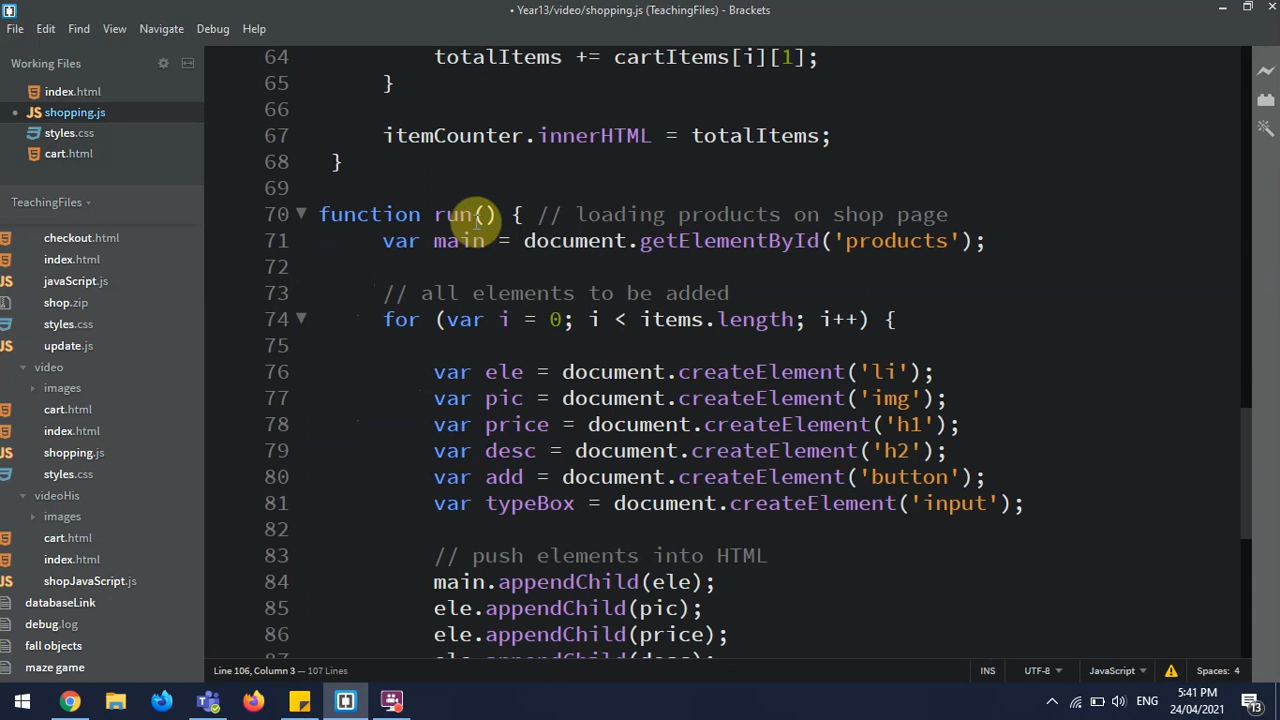 • Year13/video/shopping.js (TeachingFiles) - Brackets
File Edit Find View Navigate Debug Help
Working Files
index.html
• shopping.js
styles.css
cart.html
TeachingFiles
checkout.html
index.html
javaScript.js
shop.zip
styles.css
update.js
video
images
cart.html
index.html
shopping.js
styles.css
videoHis
images
cart.html
index.html
shopJavaScript.js
databaseLink
debug.log
fall objects
maze game
64 totalItems += cartItems[i][1];
65 }
66
67 itemCounter.innerHTML = totalItems;
68 }
69
70 function run() { // loading products on shop page
71 var main = document.getElementById('products');
72
73 // all elements to be added
74 for (var i = 0; i < items.length; i++) {
75
76 var ele = document.createElement('li');
77 var pic = document.createElement('img');
78 var price = document.createElement('h1');
79 var desc = document.createElement('h2');
80 var add = document.createElement('button');
81 var typeBox = document.createElement('input');
82
83 // push elements into HTML
84 main.appendChild(ele);
85 ele.appendChild(pic);
86 ele.appendChild(price);
87 ele.appendChild(desc);
Line 106, Column 3 — 107 Lines
INS UTF-8 JavaScript Spaces: 4
ENG
5:41 PM
24/04/2021
13